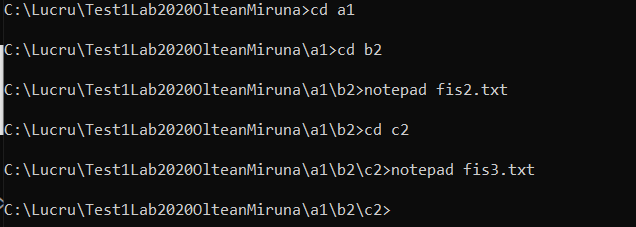 C:\Lucru\Test1Lab2020OlteanMiruna>cd a1
C:\Lucru\Test1Lab2020OlteanMiruna\a1>cd b2
C:\Lucru\Test1Lab2020OlteanMiruna\a1\b2>notepad fis2.txt
C:\Lucru\Test1Lab2020OlteanMiruna\a1\b2>cd c2
C:\Lucru\Test1Lab2020OlteanMiruna\a1\b2\c2>notepad fis3.txt
C:\Lucru\Test1Lab2020OlteanMiruna\a1\b2\c2>